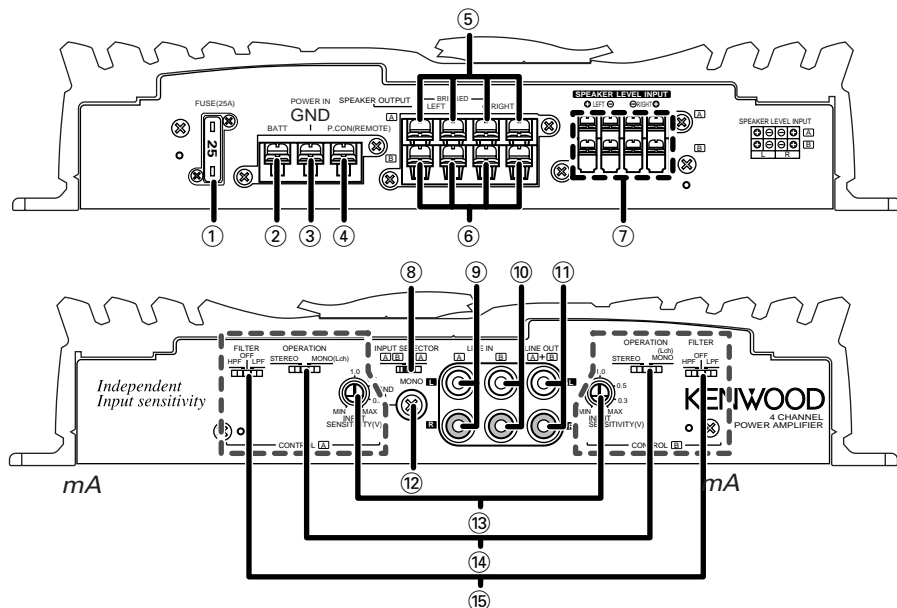 ⑤
FUSE(25A)
25
POWER IN
GND
BATT
P.CON(REMOTE)
SPEAKER OUTPUT
BRIDGED
LEFT
RIGHT
A
B
SPEAKER LEVEL INPUT
LEFT
RIGHT
A
B
SPEAKER LEVEL INPUT
A
B
L R
① ② ③ ④ ⑥ ⑦
⑧ ⑨ ⑩ ⑪
FILTER
OFF
HPF LPF
OPERATION
STEREO MONO(Lch)
1.0
MIN MAX
INPUT
SENSITIVITY(V)
CONTROL A
Independent
Input sensitivity
INPUT SELECTOR
A B A
MONO
LINE IN
A B
LINE OUT
A+B
L
R
OPERATION
(Lch)
STEREO MONO
FILTER
OFF
HPF LPF
1.0
0.5
0.3
MIN MAX
INPUT
SENSITIVITY(V)
CONTROL B
KENWOOD
4 CHANNEL
POWER AMPLIFIER
mA
mA
⑫
⑬
⑭
⑮